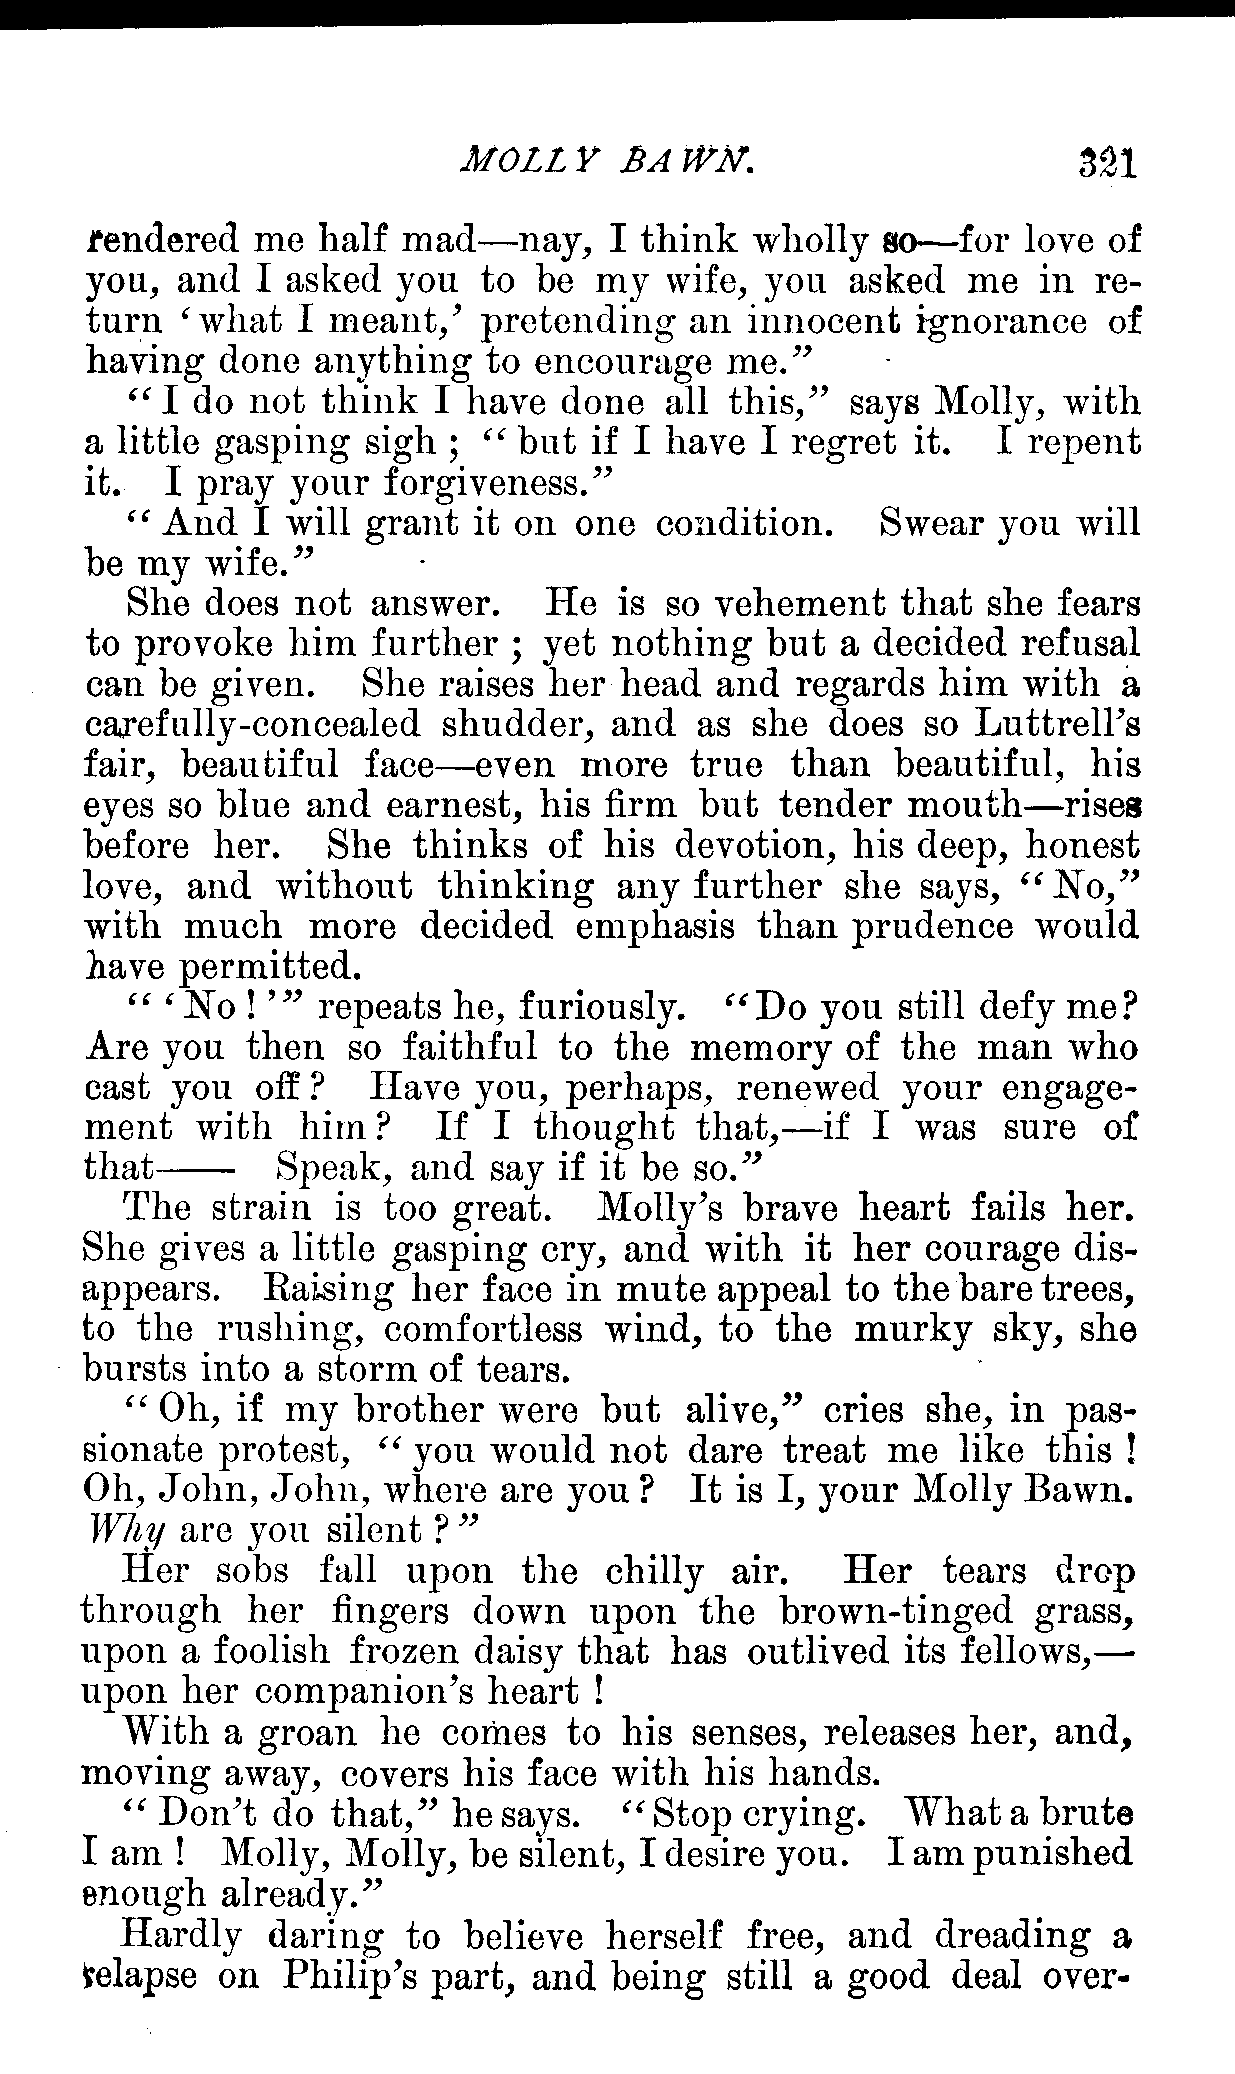 MOLLY BAWN. 321
rendered me half mad—nay, I think wholly so—for love of
you, and I asked you to be my wife, you asked me in re-
turn ‘what I meant,’ pretending an innocent ignorance of
having done anything to encourage me.”
“I do not think I have done all this,” says Molly, with
a little gasping sigh; “but if I have I regret it. I repent
it. I pray your forgiveness.”
“And I will grant it on one condition. Swear you will
be my wife.”
She does not answer. He is so vehement that she fears
to provoke him further; yet nothing but a decided refusal
can be given. She raises her head and regards him with a
carefully-concealed shudder, and as she does so Luttrell’s
fair, beautiful face—even more true than beautiful, his
eyes so blue and earnest, his firm but tender mouth—rises
before her. She thinks of his devotion, his deep, honest
love, and without thinking any further she says, “No,”
with much more decided emphasis than prudence would
have permitted.
“‘No!’” repeats he, furiously. “Do you still defy me?
Are you then so faithful to the memory of the man who
cast you off? Have you, perhaps, renewed your engage-
ment with him? If I thought that,—if I was sure of
that—— Speak, and say if it be so.”
The strain is too great. Molly’s brave heart fails her.
She gives a little gasping cry, and with it her courage dis-
appears. Raising her face in mute appeal to the bare trees,
to the rushing, comfortless wind, to the murky sky, she
bursts into a storm of tears.
“Oh, if my brother were but alive,” cries she, in pas-
sionate protest, “you would not dare treat me like this!
Oh, John, John, where are you? It is I, your Molly Bawn.
Why are you silent?”
Her sobs fall upon the chilly air. Her tears drop
through her fingers down upon the brown-tinged grass,
upon a foolish frozen daisy that has outlived its fellows,—
upon her companion’s heart!
With a groan he comes to his senses, releases her, and,
moving away, covers his face with his hands.
“Don’t do that,” he says. “Stop crying. What a brute
I am! Molly, Molly, be silent, I desire you. I am punished
enough already.”
Hardly daring to believe herself free, and dreading a
relapse on Philip’s part, and being still a good deal over-